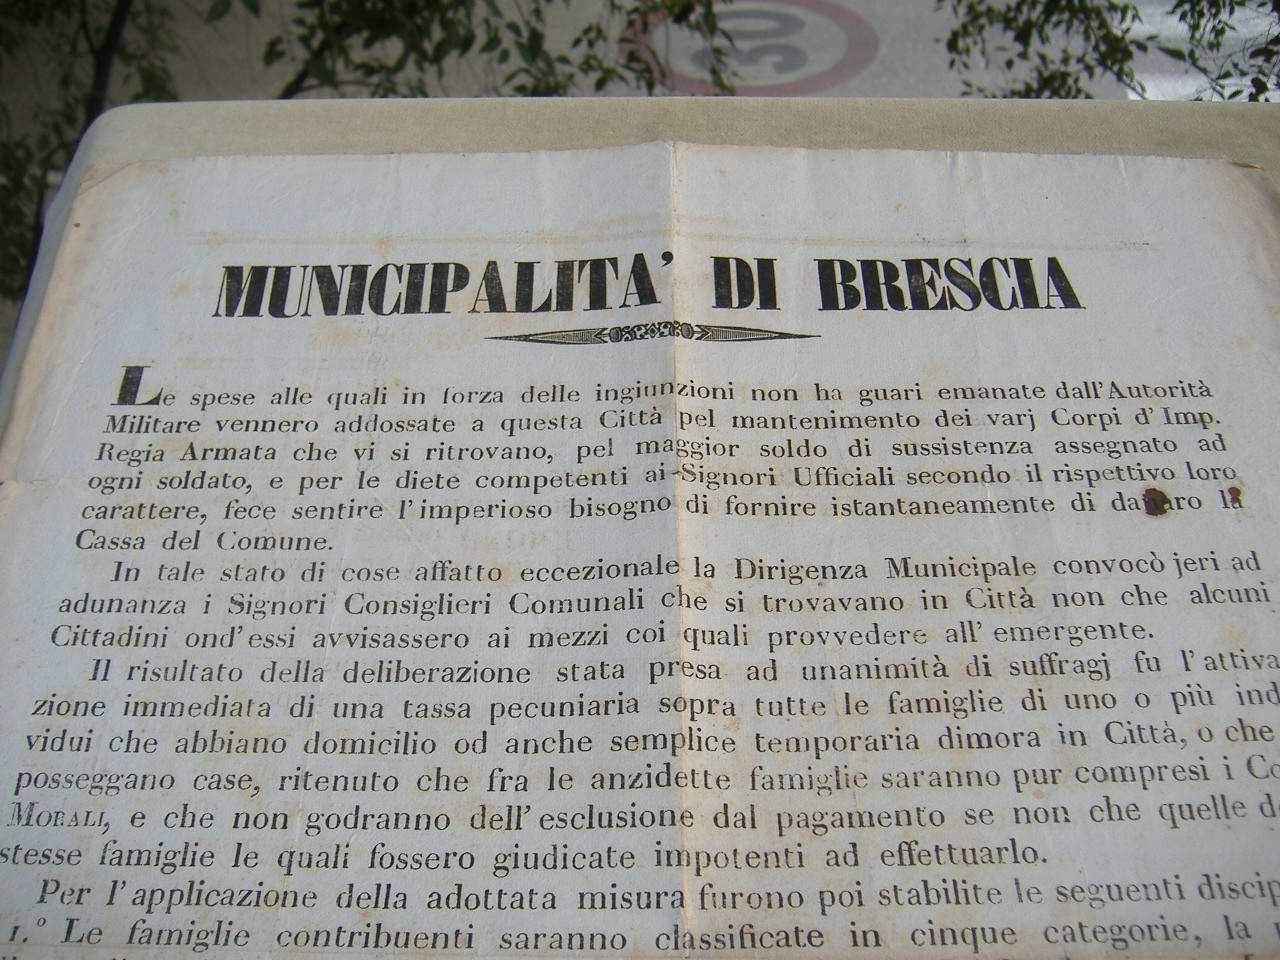 30
MUNICIPALITA' DI BRESCIA
Le spese alle quali in forza delle ingiunzioni non ha guari emanate dall'Autorità
Militare vennero addossate a questa Città pel mantenimento dei varj Corpi d'Imp.
Regia Armata che vi si ritrovano, pel maggior soldo di sussistenza assegnato ad
ogni soldato, e per le diete competenti ai Signori Ufficiali secondo il rispettivo loro
carattere, fece sentire l'imperioso bisogno di fornire istantaneamente di danaro la
Cassa del Comune.
In tale stato di cose affatto eccezionale la Dirigenza Municipale convocò jeri ad
adunanza i Signori Consiglieri Comunali che si trovavano in Città non che alcuni
Cittadini ond'essi avvisassero ai mezzi coi quali provvedere all'emergente.
Il risultato della deliberazione stata presa ad unanimità di suffragj fu l'attiva
zione immediata di una tassa pecuniaria sopra tutte le famiglie di uno o più ind
vidui che abbiano domicilio od anche semplice temporaria dimora in Città, o che
posseggano case, ritenuto che fra le anzidette famiglie saranno pur compresi i Co
MORALI, e che non godranno dell'esclusione dal pagamento se non che quelle d
stesse famiglie le quali fossero giudicate impotenti ad effettuarlo.
Per l'applicazione della adottata misura furono poi stabilite le seguenti discip
1.° Le famiglie contribuenti saranno classificate in cinque categorie, la